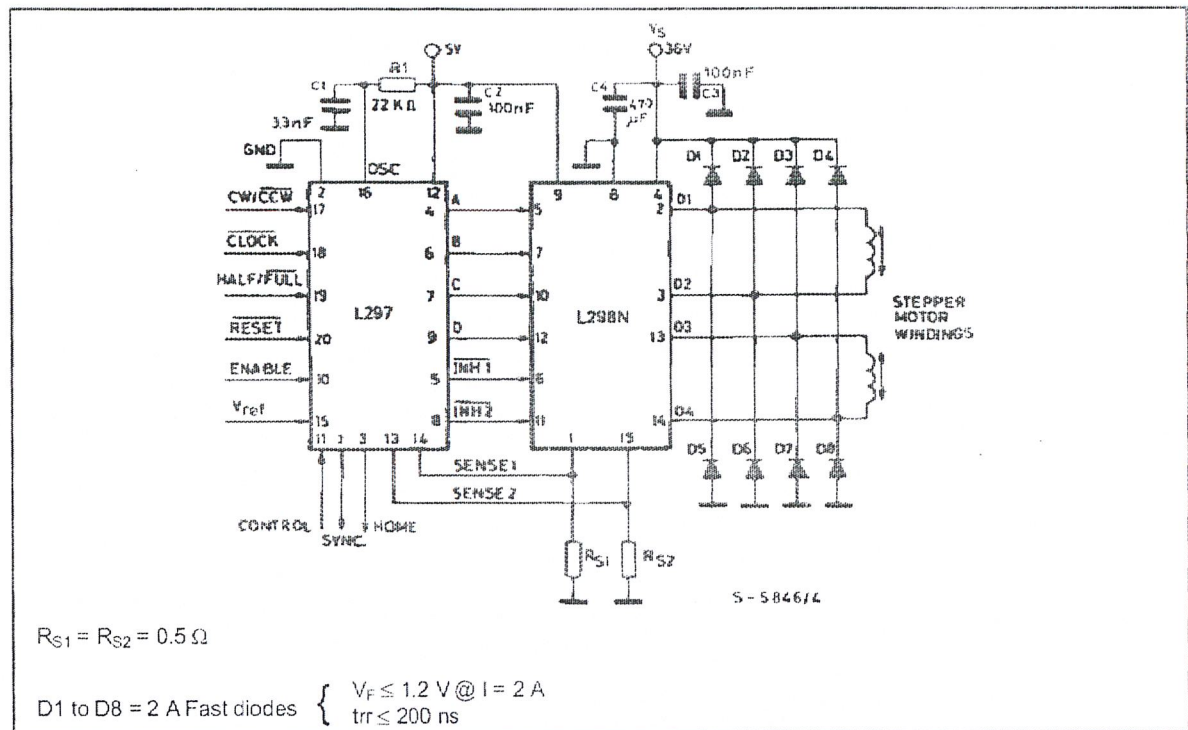 Vs
5V
36V
R1
C1
22 KΩ
C2
100nF
C4
470
µF
100nF
C3
3.3nF
GND
OSC
D1 D2 D3 D4
2 16 12
9 8 4
CW/CCW 17
4 A 5
2 D1
CLOCK 18
6 B 7
HALF/FULL 19
7 C 10
3 D2
L297
L298N
STEPPER
MOTOR
WINDINGS
RESET 20
9 D 12
13 D3
ENABLE 10
5 INH1 6
Vref 15
8 INH2 11
14 D4
11 1 3 13 14
1 15
D5 D6 D7 D8
SENSE1
SENSE2
CONTROL
SYNC.
HOME
RS1
RS2
S-5846/4
RS1 = RS2 = 0.5 Ω
D1 to D8 = 2 A Fast diodes {
VF ≤ 1.2 V @ I = 2 A
trr ≤ 200 ns